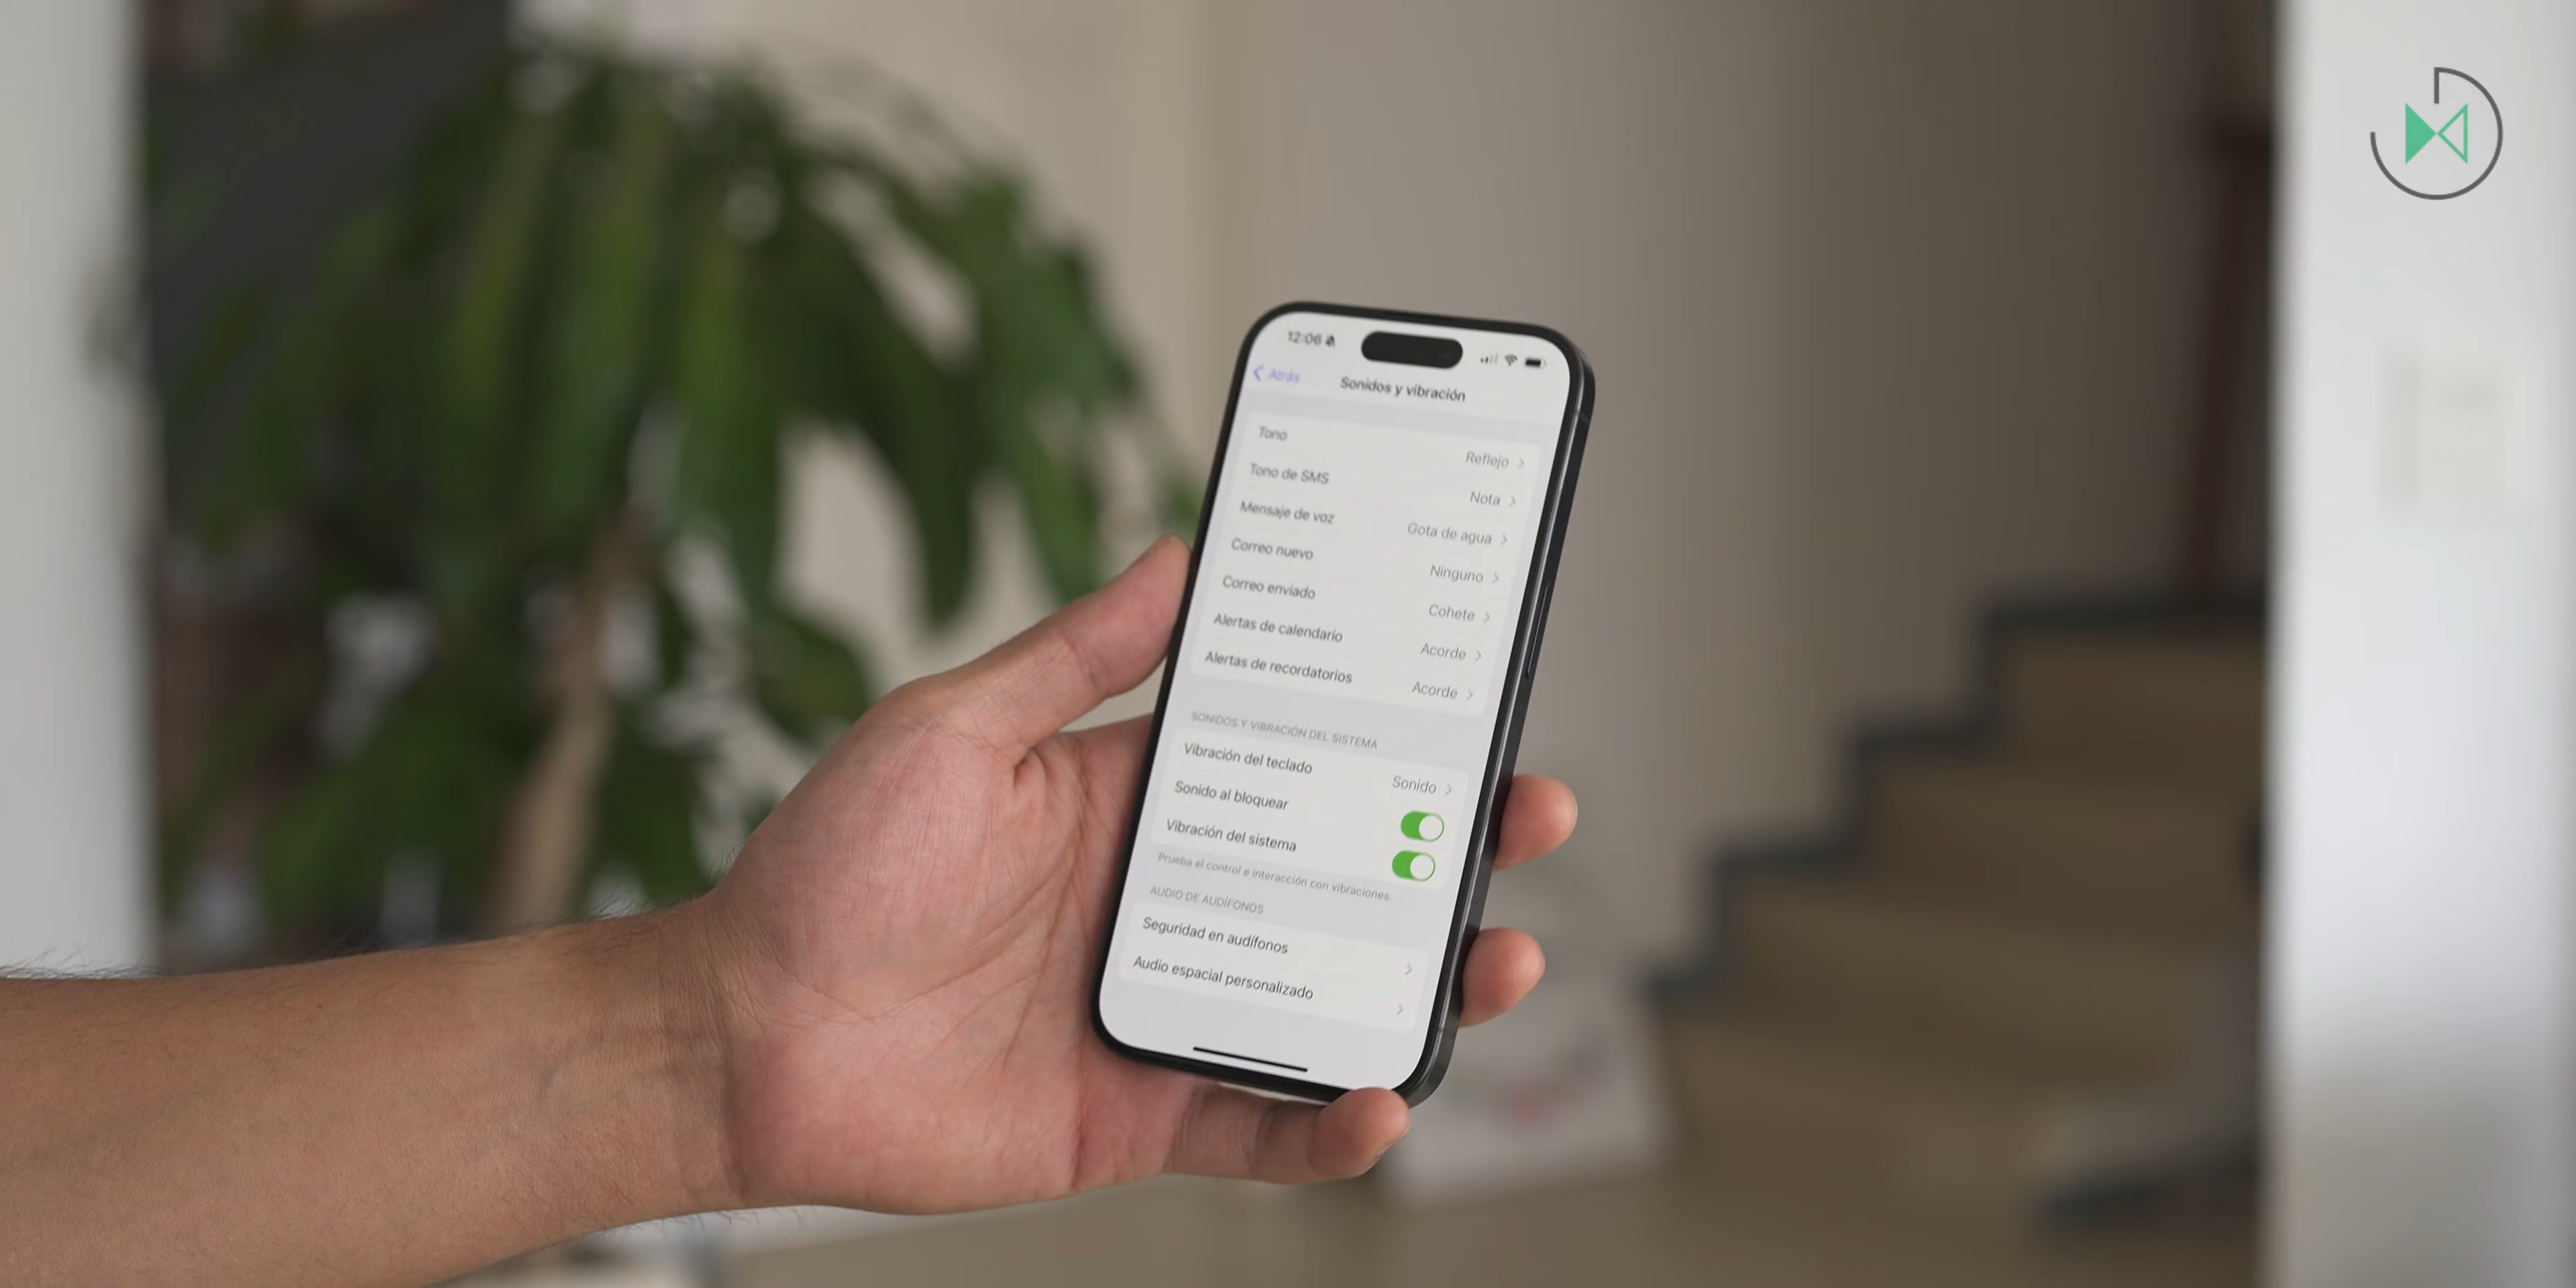 12:06
Atrás
Sonidos y vibración
Tono Reflejo
Tono de SMS Nota
Mensaje de voz Gota de agua
Correo nuevo Ninguno
Correo enviado Cohete
Alertas de calendario Acorde
Alertas de recordatorios Acorde
SONIDOS Y VIBRACIÓN DEL SISTEMA
Vibración del teclado Sonido
Sonido al bloquear
Vibración del sistema
Prueba el control e interacción con vibraciones.
AUDIO DE AUDÍFONOS
Seguridad en audífonos
Audio espacial personalizado